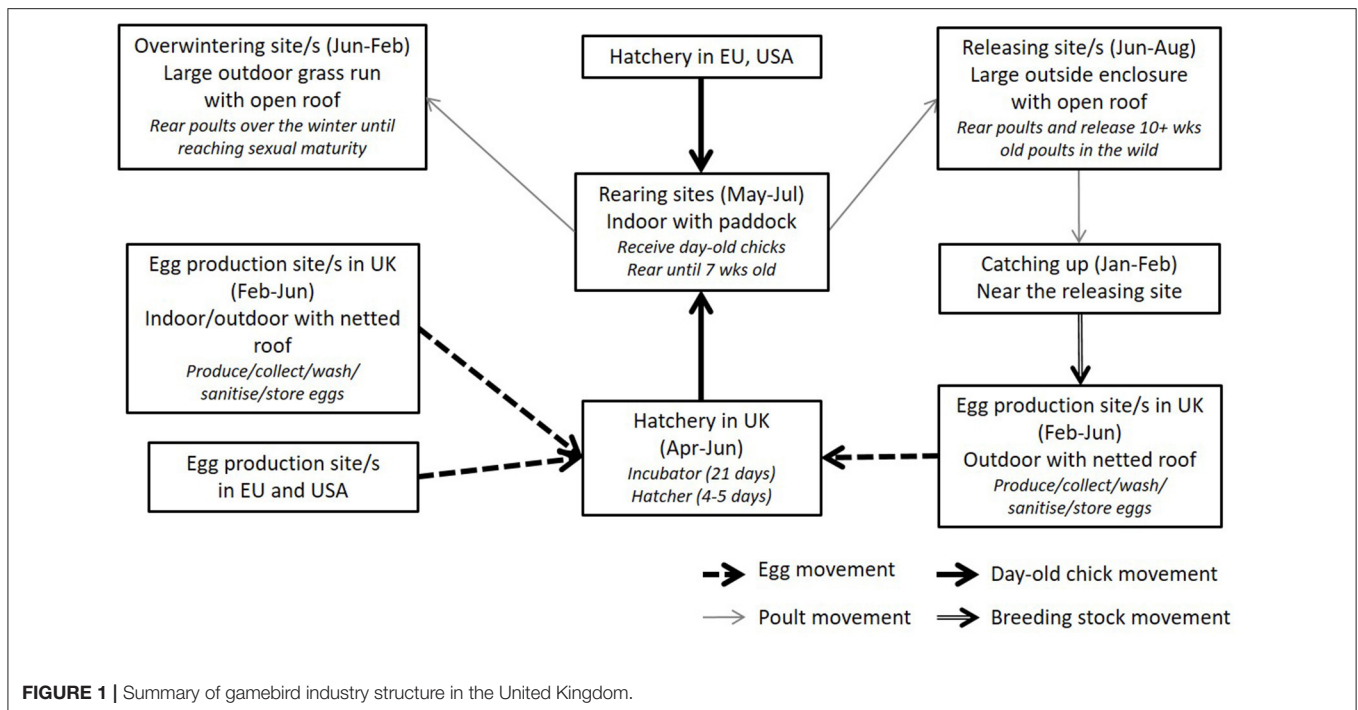 Overwintering site/s (Jun-Feb)
Large outdoor grass run
with open roof
Rear poults over the winter until
reaching sexual maturity
Hatchery in EU, USA
Releasing site/s (Jun-Aug)
Large outside enclosure
with open roof
Rear poults and release 10+ wks
old poults in the wild
Rearing sites (May-Jul)
Indoor with paddock
Receive day-old chicks
Rear until 7 wks old
Egg production site/s in UK
(Feb-Jun)
Indoor/outdoor with netted
roof
Produce/collect/wash/
sanitise/store eggs
Catching up (Jan-Feb)
Near the releasing site
Egg production site/s
in EU and USA
Hatchery in UK
(Apr-Jun)
Incubator (21 days)
Hatcher (4-5 days)
Egg production site/s in UK
(Feb-Jun)
Outdoor with netted roof
Produce/collect/wash/
sanitise/store eggs
Egg movement
Day-old chick movement
Poult movement
Breeding stock movement
FIGURE 1 | Summary of gamebird industry structure in the United Kingdom.